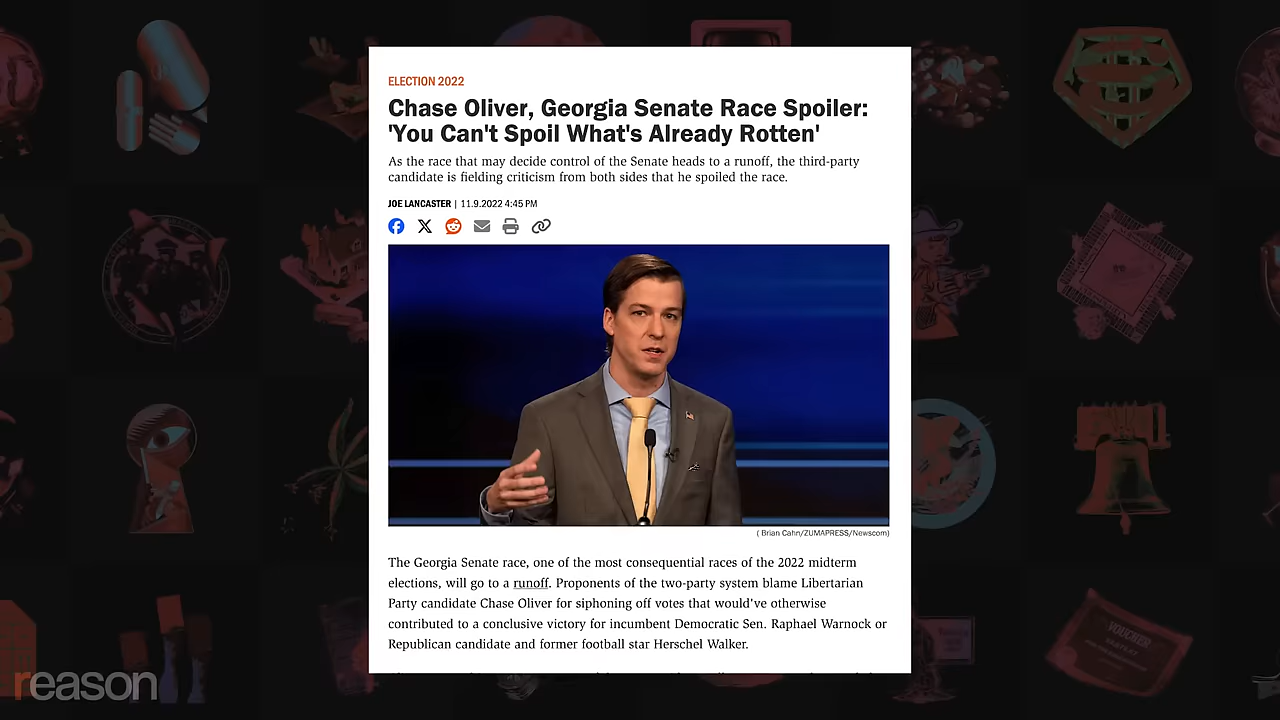 ELECTION 2022
Chase Oliver, Georgia Senate Race Spoiler:
'You Can't Spoil What's Already Rotten'
As the race that may decide control of the Senate heads to a runoff, the third-party
candidate is fielding criticism from both sides that he spoiled the race.
JOE LANCASTER | 11.9.2022 4:45 PM
( Brian Cahn/ZUMAPRESS/Newscom)
The Georgia Senate race, one of the most consequential races of the 2022 midterm
elections, will go to a runoff. Proponents of the two-party system blame Libertarian
Party candidate Chase Oliver for siphoning off votes that would've otherwise
contributed to a conclusive victory for incumbent Democratic Sen. Raphael Warnock or
Republican candidate and former football star Herschel Walker.
VOUCHER
reason